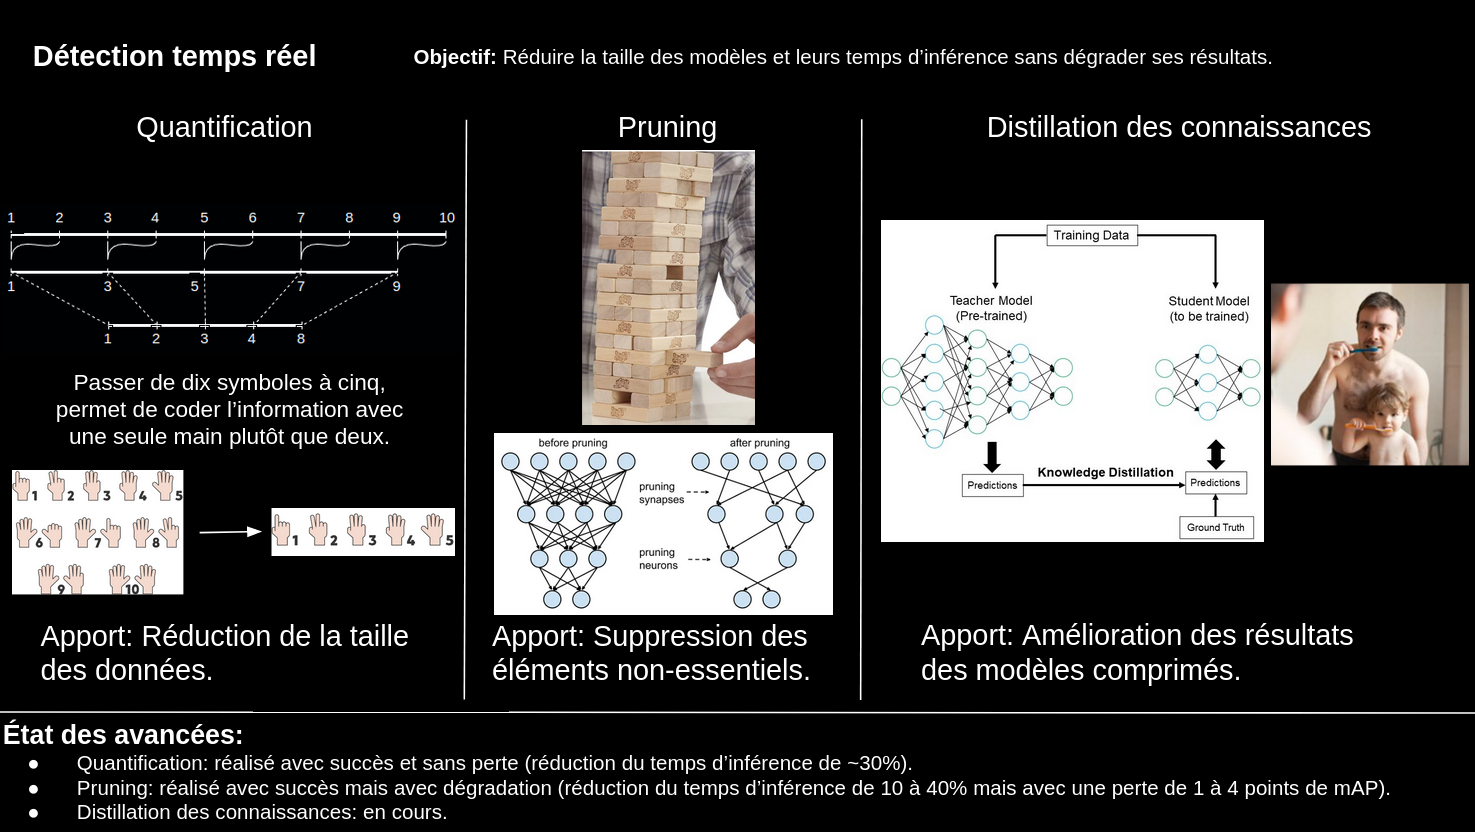 Détection temps réel
Objectif: Réduire la taille des modèles et leurs temps d’inférence sans dégrader ses résultats.
Quantification
1 2 3 4 5 6 7 8 9 10
1 3 5 7 9
1 2 3 4 8
Passer de dix symboles à cinq,
permet de coder l’information avec
une seule main plutôt que deux.
1 2 3 4 5
6 7 8
9 10
1 2 3 4 5
Apport: Réduction de la taille
des données.
Pruning
before pruning
after pruning
pruning
synapses
pruning
neurons
Apport: Suppression des
éléments non-essentiels.
Distillation des connaissances
Training Data
Teacher Model
(Pre-trained)
Student Model
(to be trained)
Knowledge Distillation
Predictions
Predictions
Ground Truth
Apport: Amélioration des résultats
des modèles comprimés.
État des avancées:
● Quantification: réalisé avec succès et sans perte (réduction du temps d’inférence de ~30%).
● Pruning: réalisé avec succès mais avec dégradation (réduction du temps d’inférence de 10 à 40% mais avec une perte de 1 à 4 points de mAP).
● Distillation des connaissances: en cours.